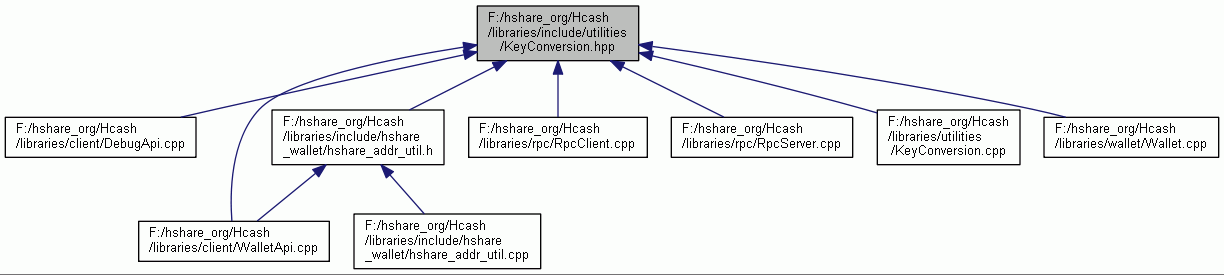 F:/hshare_org/Hcash
/libraries/include/utilities
/KeyConversion.hpp
F:/hshare_org/Hcash
/libraries/client/DebugApi.cpp
F:/hshare_org/Hcash
/libraries/include/hshare
_wallet/hshare_addr_util.h
F:/hshare_org/Hcash
/libraries/rpc/RpcClient.cpp
F:/hshare_org/Hcash
/libraries/rpc/RpcServer.cpp
F:/hshare_org/Hcash
/libraries/utilities
/KeyConversion.cpp
F:/hshare_org/Hcash
/libraries/wallet/Wallet.cpp
F:/hshare_org/Hcash
/libraries/client/WalletApi.cpp
F:/hshare_org/Hcash
/libraries/include/hshare
_wallet/hshare_addr_util.cpp